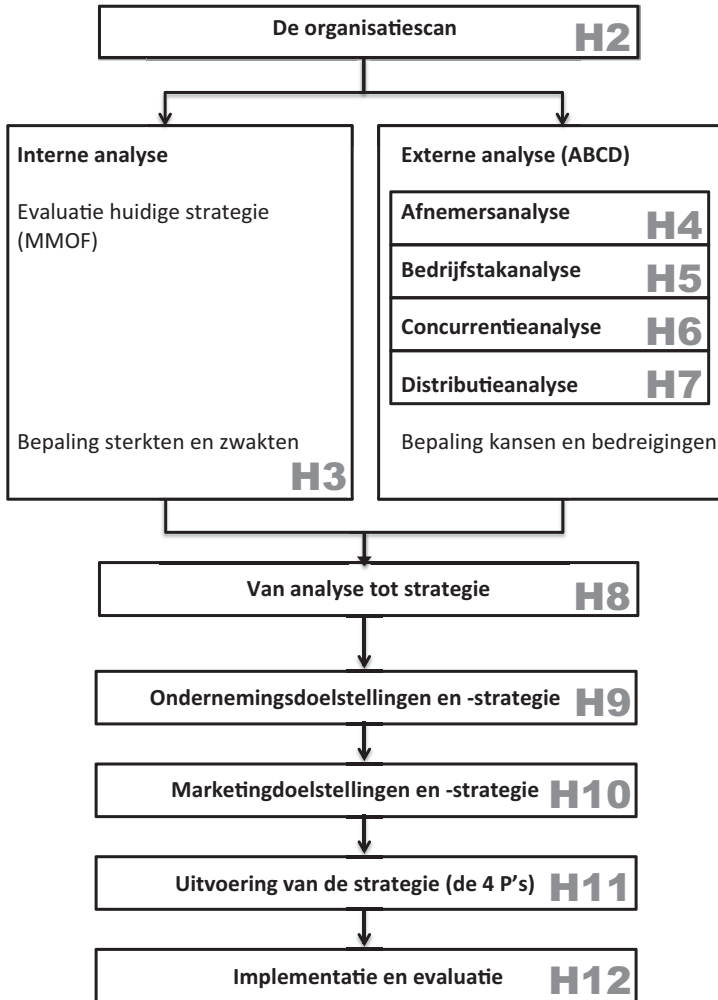 De organisatiescan H2
Interne analyse
Evaluatie huidige strategie
(MMOF)
Bepaling sterkten en zwakten
H3
Externe analyse (ABCD)
Afnemersanalyse H4
Bedrijfstakanalyse H5
Concurrentieanalyse H6
Distributieanalyse H7
Bepaling kansen en bedreigingen
Van analyse tot strategie H8
Ondernemingsdoelstellingen en -strategie H9
Marketingdoelstellingen en -strategie H10
Uitvoering van de strategie (de 4 P's) H11
Implementatie en evaluatie H12